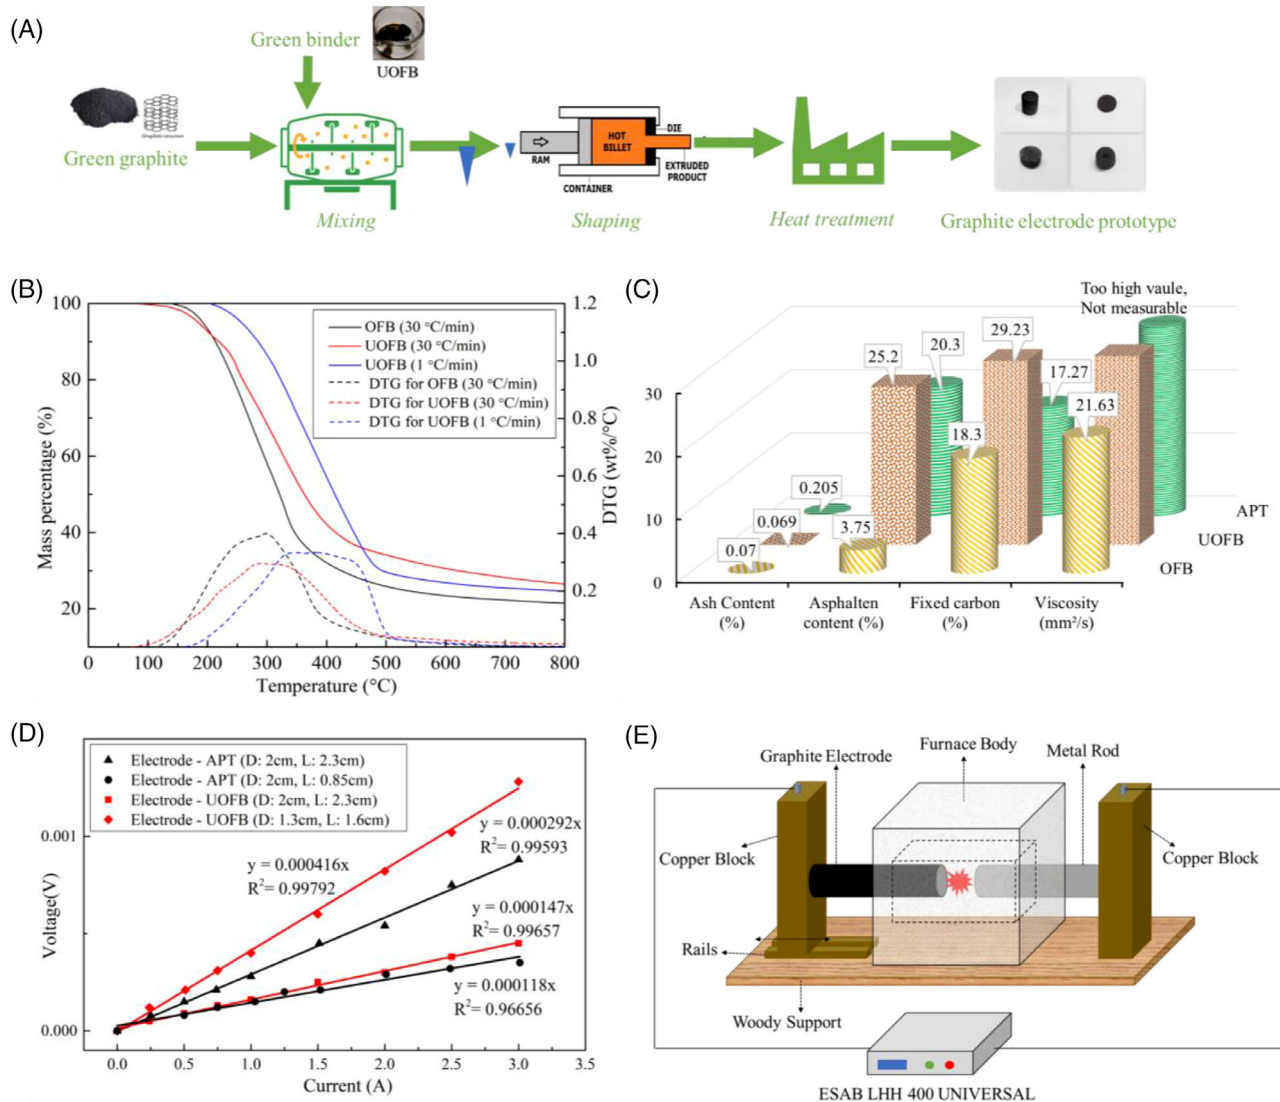 (A)
Green binder
UOFB
Graphite structure
Green graphite
HOT
BILLET
DIE
RAM
EXTRUDED
PRODUCT
CONTAINER
Mixing
Shaping
Heat treatment
Graphite electrode prototype
(B)
Mass percentage (%)
100
80
60
40
20
0
100
200
300
400
500
600
700
800
Temperature (°C)
1.2
1.0
0.8
0.6
0.4
0.2
DTG (wt%/°C)
OFB (30 °C/min)
UOFB (30 °C/min)
UOFB (1 °C/min)
DTG for OFB (30 °C/min)
DTG for UOFB (30 °C/min)
DTG for UOFB (1 °C/min)
(C)
Too high vaule,
Not measurable
30
20
10
0
25.2
20.3
29.23
17.27
21.63
18.3
0.205
0.069
3.75
0.07
APT
UOFB
OFB
Ash Content
(%)
Asphalten
content (%)
Fixed carbon
(%)
Viscosity
(mm²/s)
(D)
Electrode - APT (D: 2cm, L: 2.3cm)
Electrode - APT (D: 2cm, L: 0.85cm)
Electrode - UOFB (D: 2cm, L: 2.3cm)
Electrode - UOFB (D: 1.3cm, L: 1.6cm)
Voltage(V)
0.001
0.000
y = 0.000416x
R²= 0.99792
y = 0.000292x
R²= 0.99593
y = 0.000147x
R²= 0.99657
y = 0.000118x
R²= 0.96656
0.0
0.5
1.0
1.5
2.0
2.5
3.0
3.5
Current (A)
(E)
Graphite Electrode
Furnace Body
Metal Rod
Copper Block
Copper Block
Rails
Woody Support
ESAB LHH 400 UNIVERSAL